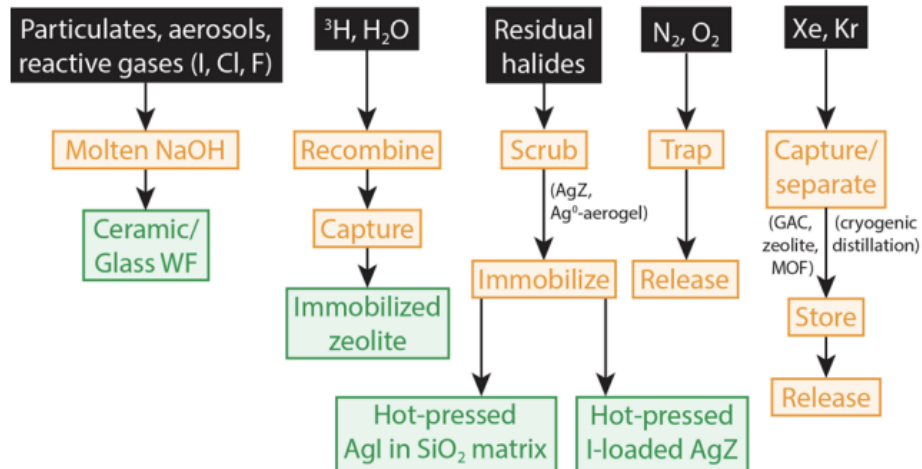 Particulates, aerosols,
reactive gases (I, Cl, F)
Molten NaOH
Ceramic/
Glass WF
³H, H₂O
Recombine
Capture
Immobilized
zeolite
Residual
halides
Scrub
(AgZ,
Ag⁰-aerogel)
Immobilize
Hot-pressed
AgI in SiO₂ matrix
Hot-pressed
I-loaded AgZ
N₂, O₂
Trap
Release
Xe, Kr
Capture/
separate
(GAC,
zeolite,
MOF)
(cryogenic
distillation)
Store
Release